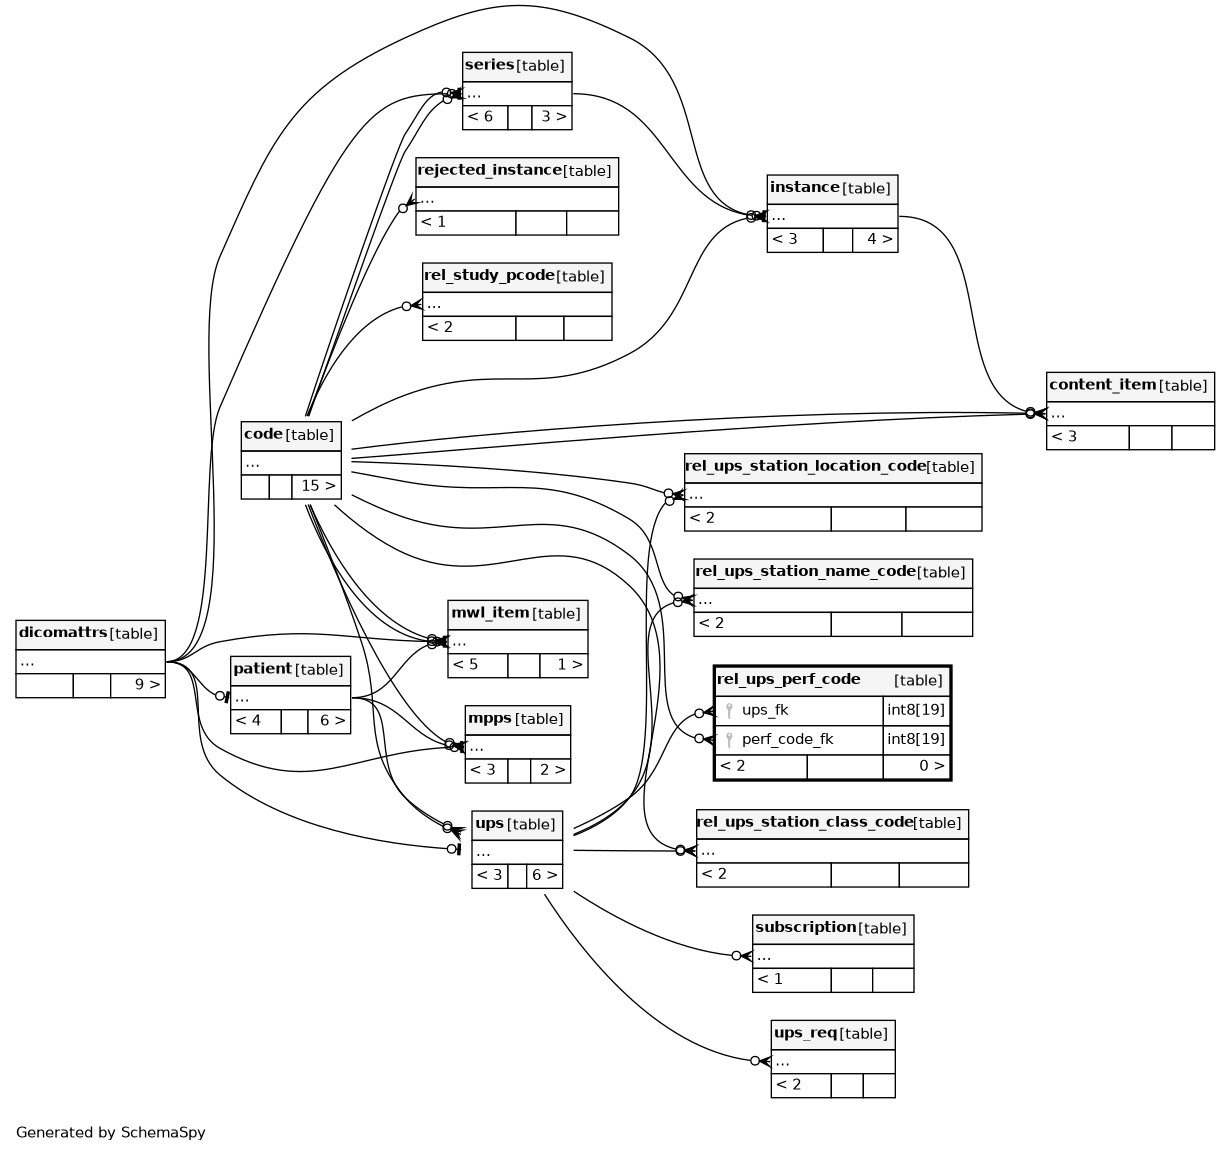 series [table]
...
< 6 3 >
rejected_instance [table]
...
< 1
instance [table]
...
< 3 4 >
rel_study_pcode [table]
...
< 2
content_item [table]
...
< 3
code [table]
...
15 >
rel_ups_station_location_code [table]
...
< 2
rel_ups_station_name_code [table]
...
< 2
mwl_item [table]
...
< 5 1 >
dicomattrs [table]
...
9 >
patient [table]
...
< 4 6 >
rel_ups_perf_code [table]
ups_fk int8[19]
perf_code_fk int8[19]
< 2 0 >
mpps [table]
...
< 3 2 >
ups [table]
...
< 3 6 >
rel_ups_station_class_code [table]
...
< 2
subscription [table]
...
< 1
ups_req [table]
...
< 2
Generated by SchemaSpy